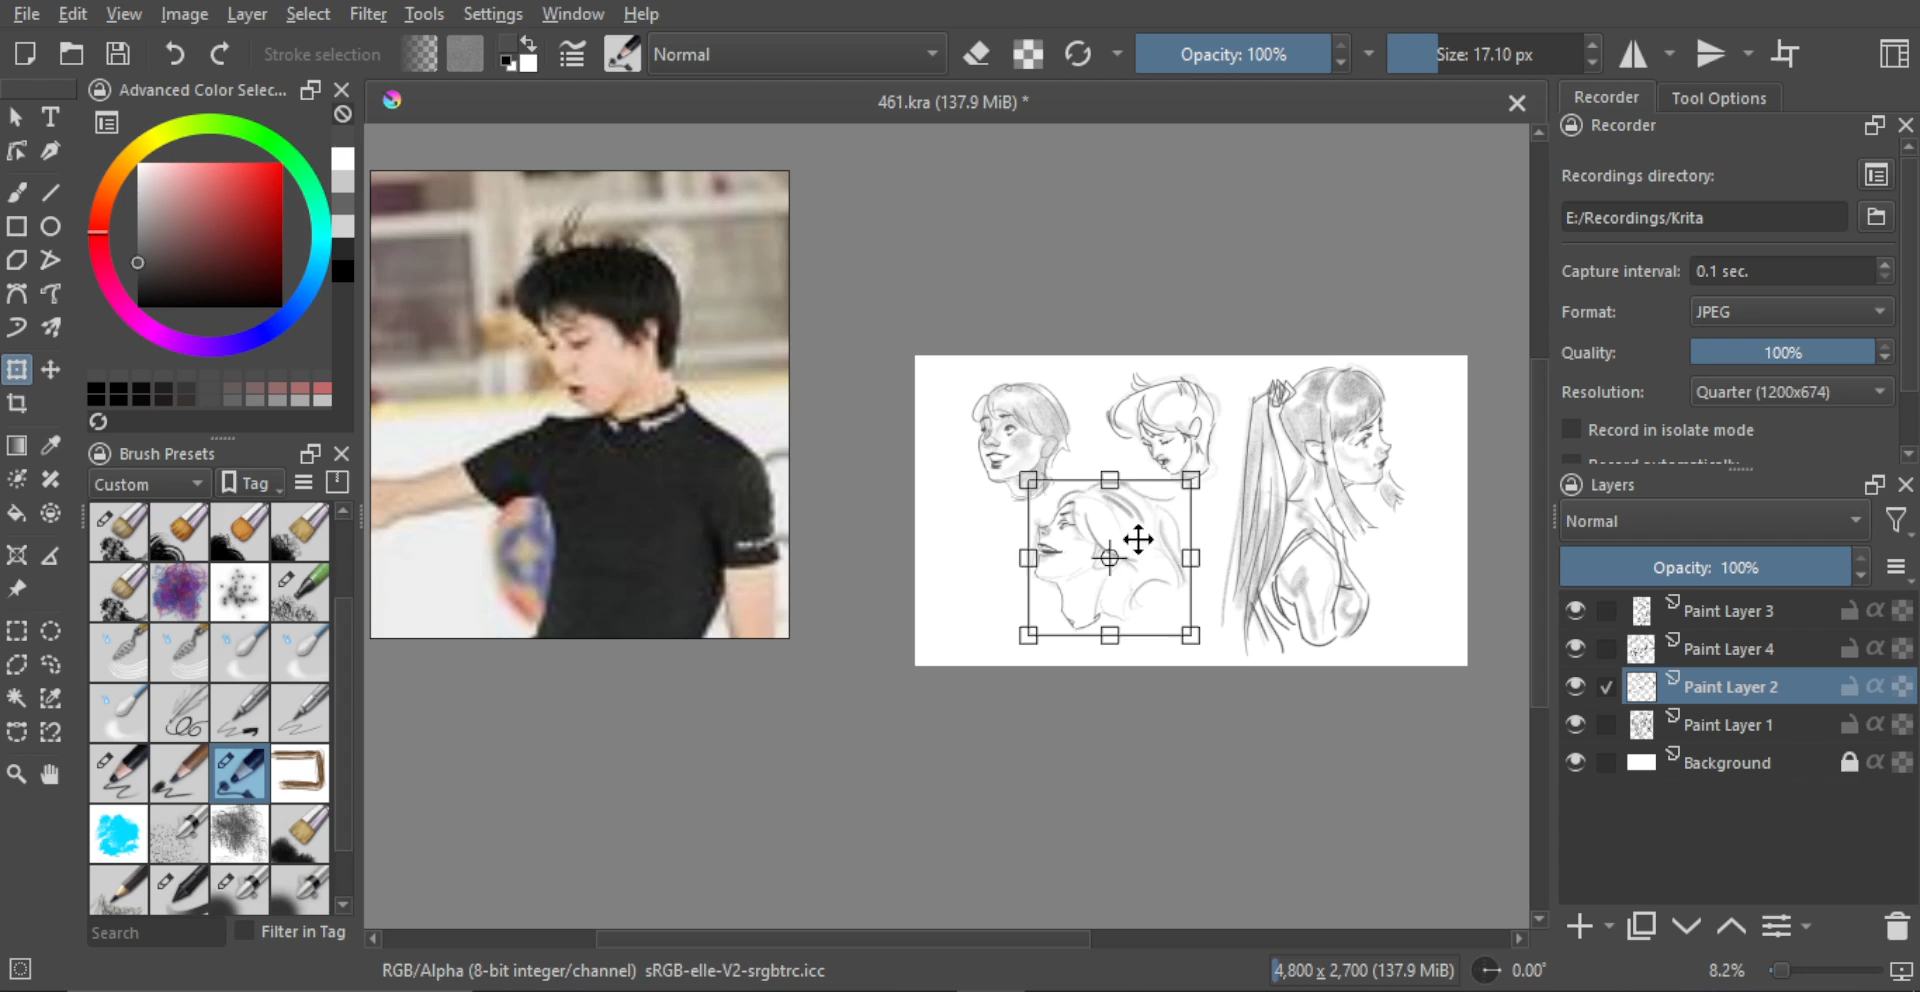 File Edit View Image Layer Select Filter Tools Settings Window Help
Stroke selection
Normal
Opacity: 100%
Size: 17.10 px
Advanced Color Selec...
461.kra (137.9 MiB) *
Recorder
Tool Options
Recorder
Recordings directory:
E:/Recordings/Krita
Capture interval: 0.1 sec.
Format: JPEG
Quality: 100%
Resolution: Quarter (1200x674)
Record in isolate mode
Brush Presets
Custom
Tag
Layers
Normal
Opacity: 100%
Paint Layer 3
Paint Layer 4
Paint Layer 2
Paint Layer 1
Background
Search
Filter in Tag
RGB/Alpha (8-bit integer/channel) sRGB-elle-V2-srgbtrc.icc
4,800 x 2,700 (137.9 MiB)
0.00°
8.2%